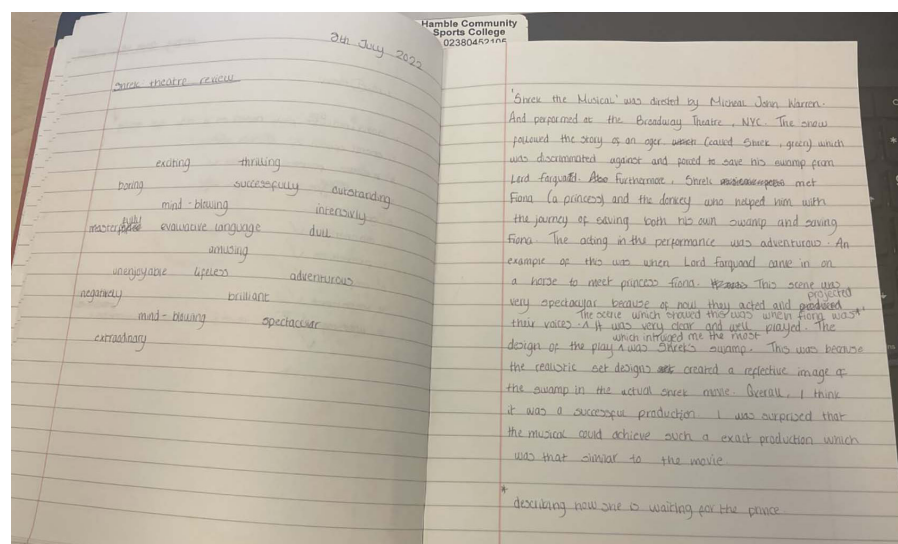 Hamble Community
Sports College
02380452105
5th July 2022
Shrek theatre review
exciting thrilling
boring successfully outstanding
mind-blowing intensivly
masterfully evaluative language dull
amusing
unenjoyable lifeless adventurous
negatively brilliant
mind-blowing spectacular
extraordinary
'Shrek the Musical' was directed by Micheal John Warren.
And performed at the Broadway Theatre, NYC. The show
followed the story of an oger (called Shrek, green) which
was discriminated against and forced to save his swamp from
Lord Farquad. Also Furthermore, Shrek met
Fiona (a princess) and the donkey who helped him with
the journey of saving both his own swamp and saving
fiona. The acting in the performance was adventurous. An
example of this was when Lord farquaad came in on
a horse to meet princess fiona. This scene was
projected
very spectacular because of how they acted and produced
The scene which showed this was when fiona was*
their voices ^ It was very clear and well played. The
which intruiged me the most
design of the play ^ was Shrek's swamp. This was because
the realistic set designs created a reflective image of
the swamp in the actual shrek movie. Overall, I think
it was a successful production I was surprised that
the musical could achieve such a exact production which
was that similar to the movie
*
describing how she is waiting for the prince